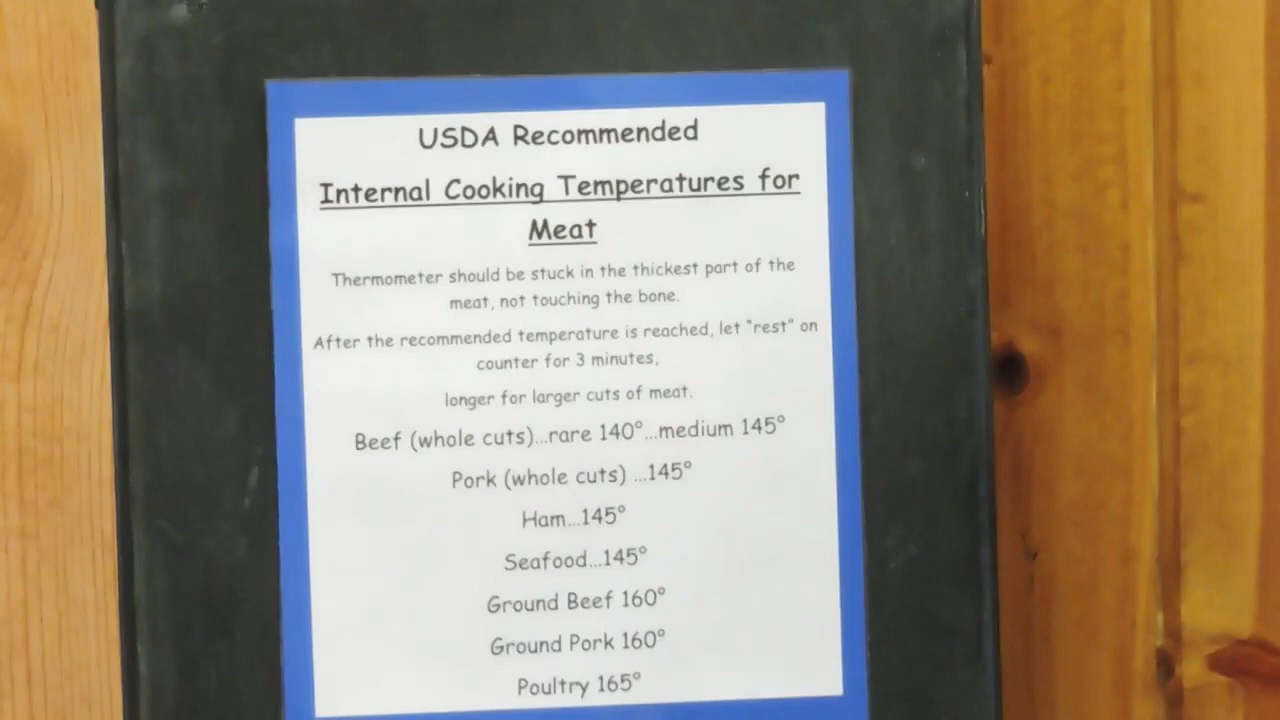 USDA Recommended
Internal Cooking Temperatures for
Meat
Thermometer should be stuck in the thickest part of the
meat, not touching the bone.
After the recommended temperature is reached, let "rest" on
counter for 3 minutes,
longer for larger cuts of meat.
Beef (whole cuts)...rare 140°...medium 145°
Pork (whole cuts) ...145°
Ham...145°
Seafood...145°
Ground Beef 160°
Ground Pork 160°
Poultry 165°